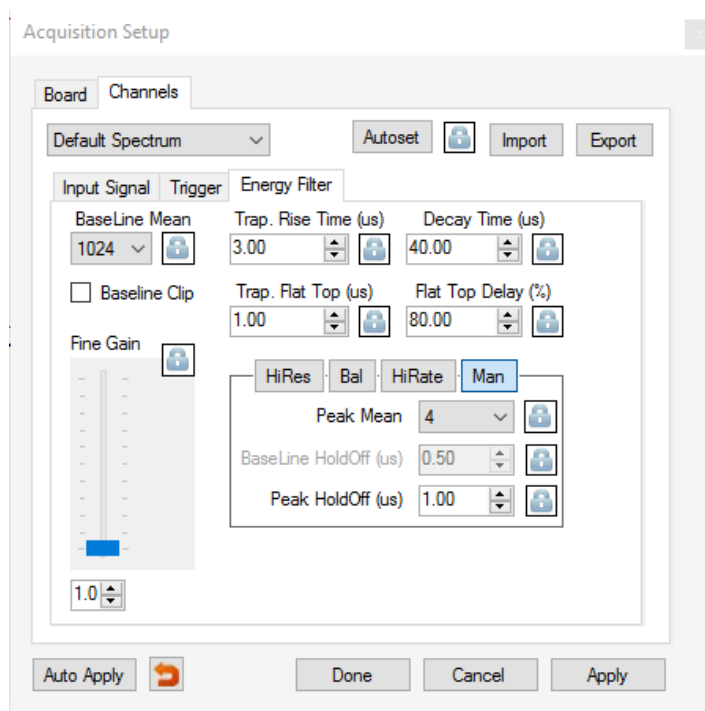 Acquisition Setup
x
Board Channels
Default Spectrum Autoset Import Export
Input Signal Trigger Energy Filter
BaseLine Mean Trap. Rise Time (us) Decay Time (us)
1024 3.00 40.00
Baseline Clip Trap. Flat Top (us) Flat Top Delay (%)
1.00 80.00
Fine Gain
HiRes Bal HiRate Man
Peak Mean 4
BaseLine HoldOff (us) 0.50
Peak HoldOff (us) 1.00
1.0
Auto Apply Done Cancel Apply